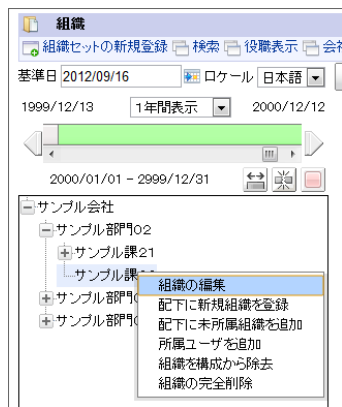 組織
組織セットの新規登録 検索 役職表示 会
基準日 2012/09/16 ロケール 日本語
1999/12/13 1年間表示 2000/12/12
2000/01/01 - 2999/12/31
サンプル会社
サンプル部門02
サンプル課21
サンプル課
サンプル部門
サンプル部門
組織の編集
配下に新規組織を登録
配下に未所属組織を追加
所属ユーザを追加
組織を構成から除去
組織の完全削除